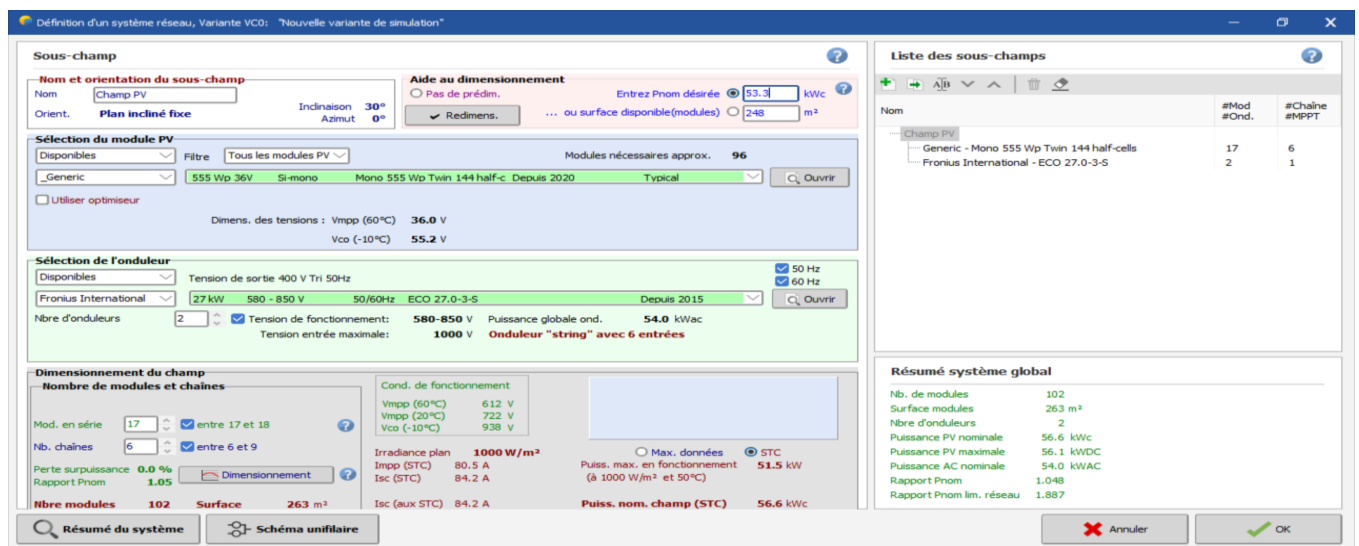 Définition d'un système réseau, Variante VC0:   "Nouvelle variante de simulation"
Sous-champ
Nom et orientation du sous-champ
Nom Champ PV
Orient. Plan incliné fixe
Inclinaison 30°
Azimut 0°
Aide au dimensionnement
Pas de prédim. Entrez Pnom désirée 53.3 kWc
Redimens. ... ou surface disponible(modules) 248 m²
Sélection du module PV
Disponibles Filtre Tous les modules PV Modules nécessaires approx. 96
_Generic 555 Wp 36V Si-mono Mono 555 Wp Twin 144 half-c Depuis 2020 Typical Ouvrir
Utiliser optimiseur
Dimens. des tensions : Vmpp (60°C) 36.0 V
Vco (-10°C) 55.2 V
Sélection de l'onduleur
Disponibles Tension de sortie 400 V Tri 50Hz
50 Hz
60 Hz
Fronius International 27 kW 580 - 850 V 50/60Hz ECO 27.0-3-S Depuis 2015 Ouvrir
Nbre d'onduleurs 2 Tension de fonctionnement: 580-850 V Puissance globale ond. 54.0 kWac
Tension entrée maximale: 1000 V Onduleur "string" avec 6 entrées
Dimensionnement du champ
Nombre de modules et chaînes
Mod. en série 17 entre 17 et 18
Nb. chaînes 6 entre 6 et 9
Perte surpuissance 0.0 %
Rapport Pnom 1.05
Dimensionnement
Nbre modules 102 Surface 263 m²
Cond. de fonctionnement
Vmpp (60°C) 612 V
Vmpp (20°C) 722 V
Vco (-10°C) 938 V
Irradiance plan 1000 W/m²
Impp (STC) 80.5 A
Isc (STC) 84.2 A
Isc (aux STC) 84.2 A
Max. données STC
Puiss. max. en fonctionnement 51.5 kW
(à 1000 W/m² et 50°C)
Puiss. nom. champ (STC) 56.6 kWc
Résumé du système
Schéma unifilaire
Liste des sous-champs
Nom
#Mod #Chaîne
#Ond. #MPPT
Champ PV
Generic - Mono 555 Wp Twin 144 half-cells 17 6
Fronius International - ECO 27.0-3-S 2 1
Résumé système global
Nb. de modules 102
Surface modules 263 m²
Nbre d'onduleurs 2
Puissance PV nominale 56.6 kWc
Puissance PV maximale 56.1 kWDC
Puissance AC nominale 54.0 kWAC
Rapport Pnom 1.048
Rapport Pnom lim. réseau 1.887
Annuler
OK